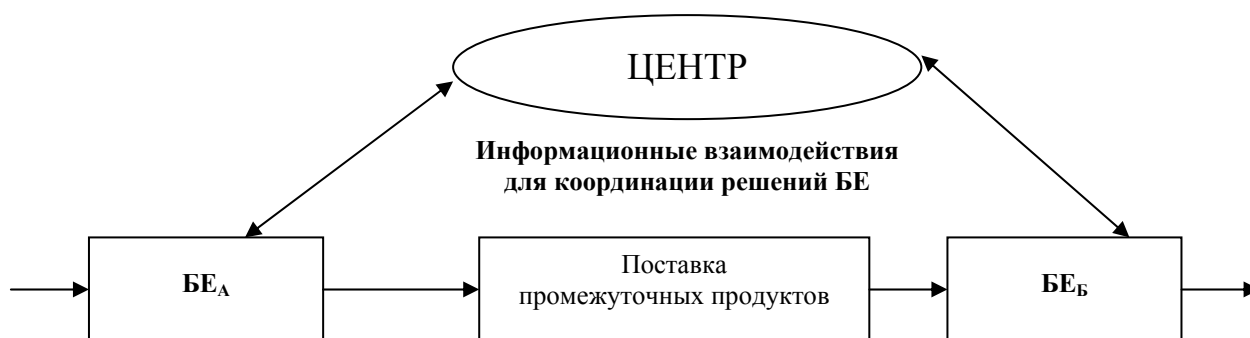 ЦЕНТР
Информационные взаимодействия
для координации решений БЕ
БЕА
Поставка
промежуточных продуктов
БЕБ